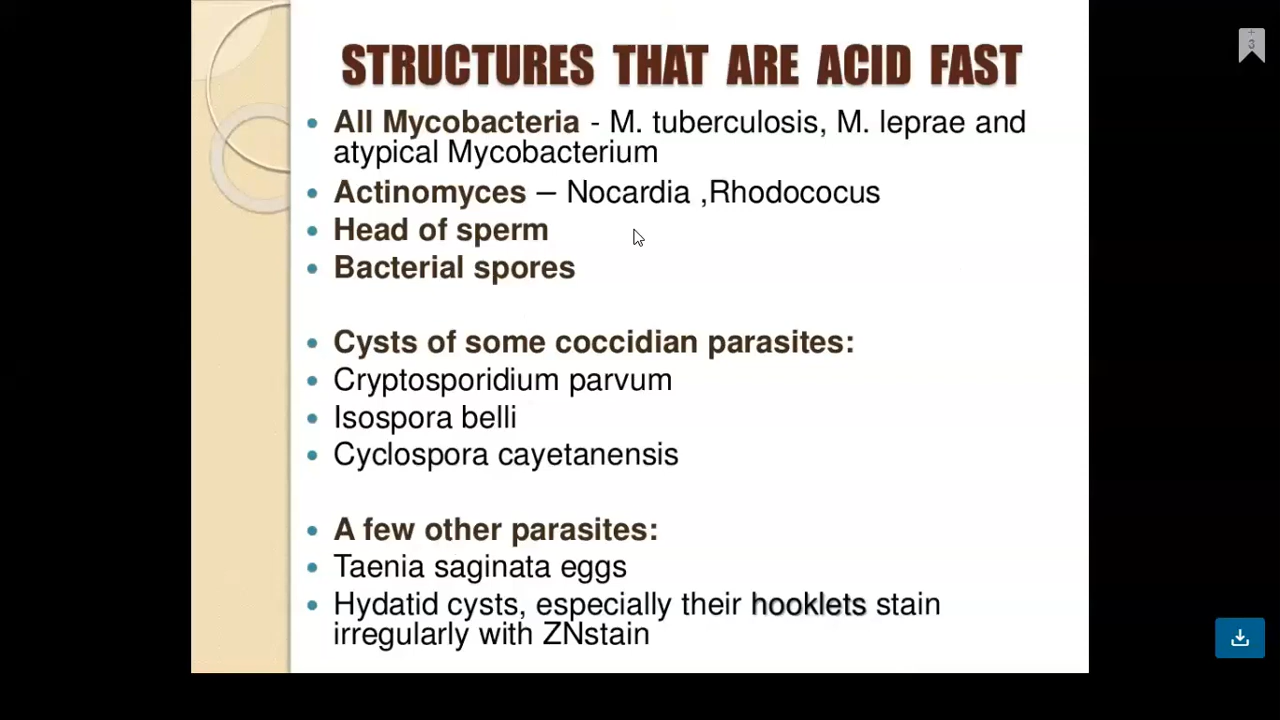 STRUCTURES THAT ARE ACID FAST
All Mycobacteria - M. tuberculosis, M. leprae and
atypical Mycobacterium
Actinomyces – Nocardia ,Rhodococus
Head of sperm
Bacterial spores
Cysts of some coccidian parasites:
Cryptosporidium parvum
Isospora belli
Cyclospora cayetanensis
A few other parasites:
Taenia saginata eggs
Hydatid cysts, especially their hooklets stain
irregularly with ZNstain
+
3